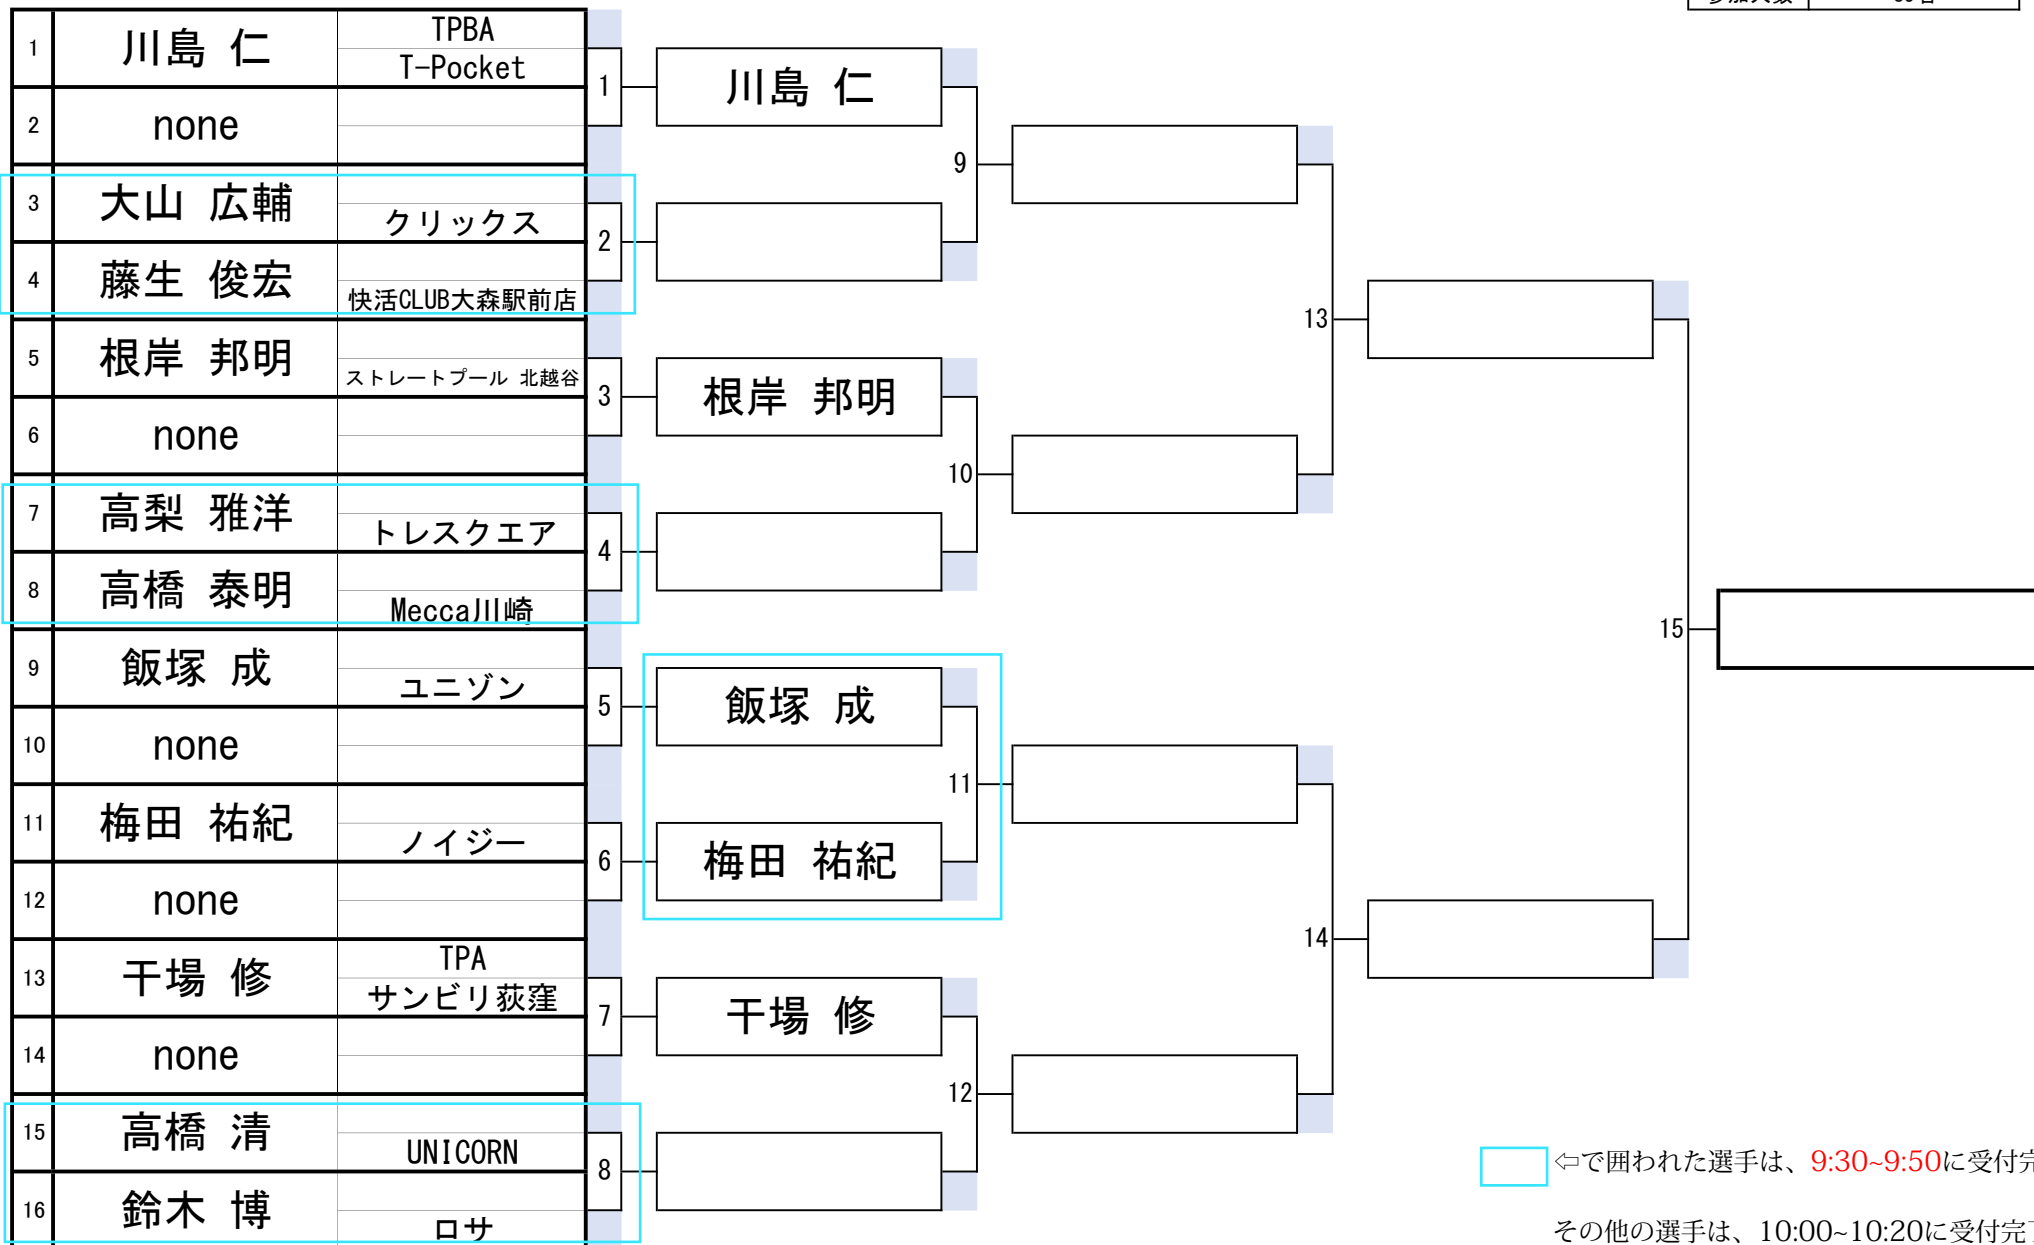 1 川島 仁 TPBA
T-Pocket
2 none
3 大山 広輔
クリックス
4 藤生 俊宏
快活CLUB大森駅前店
5 根岸 邦明
ストレートプール 北越谷
6 none
7 高梨 雅洋
トレスクエア
8 高橋 泰明
Mecca川崎
9 飯塚 成
ユニゾン
10 none
11 梅田 祐紀
ノイジー
12 none
13 干場 修 TPA
サンビリ荻窪
14 none
15 高橋 清
UNICORN
16 鈴木 博
ロサ
1
2
3
4
5
6
7
8
川島 仁
根岸 邦明
飯塚 成
梅田 祐紀
干場 修
9
10
11
12
13
14
15
⇦で囲われた選手は、9:30~9:50に受付完
その他の選手は、10:00~10:20に受付完